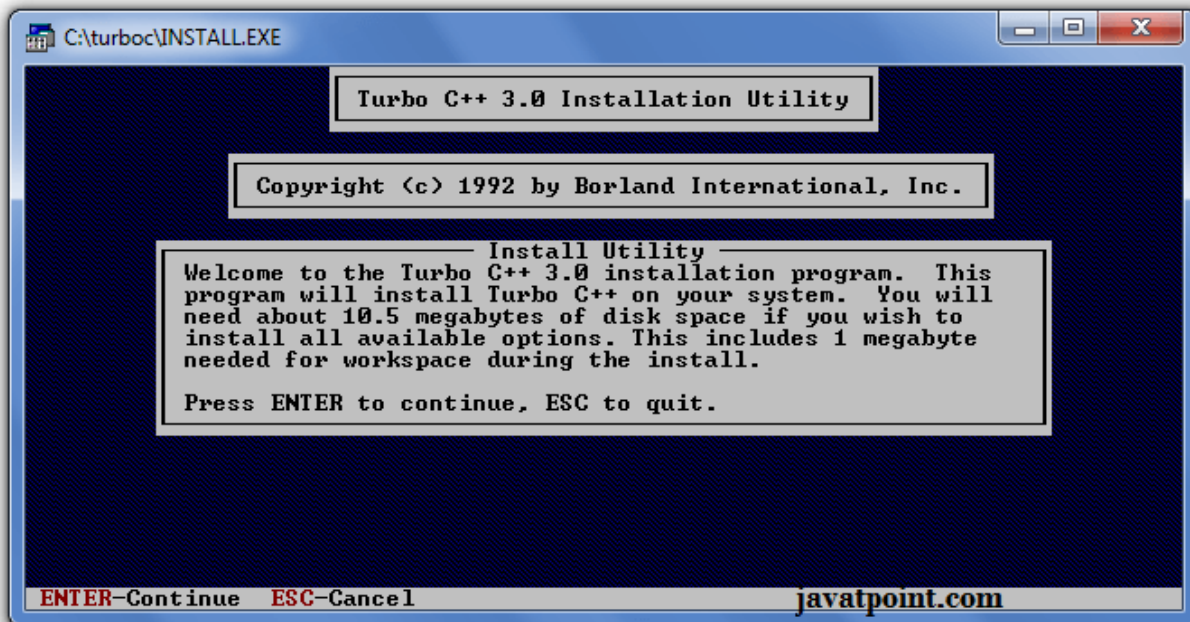 C:\turboc\INSTALL.EXE
Turbo C++ 3.0 Installation Utility
Copyright (c) 1992 by Borland International, Inc.
Install Utility
Welcome to the Turbo C++ 3.0 installation program.  This
program will install Turbo C++ on your system.  You will
need about 10.5 megabytes of disk space if you wish to
install all available options. This includes 1 megabyte
needed for workspace during the install.
Press ENTER to continue, ESC to quit.
ENTER-Continue  ESC-Cancel
javatpoint.com